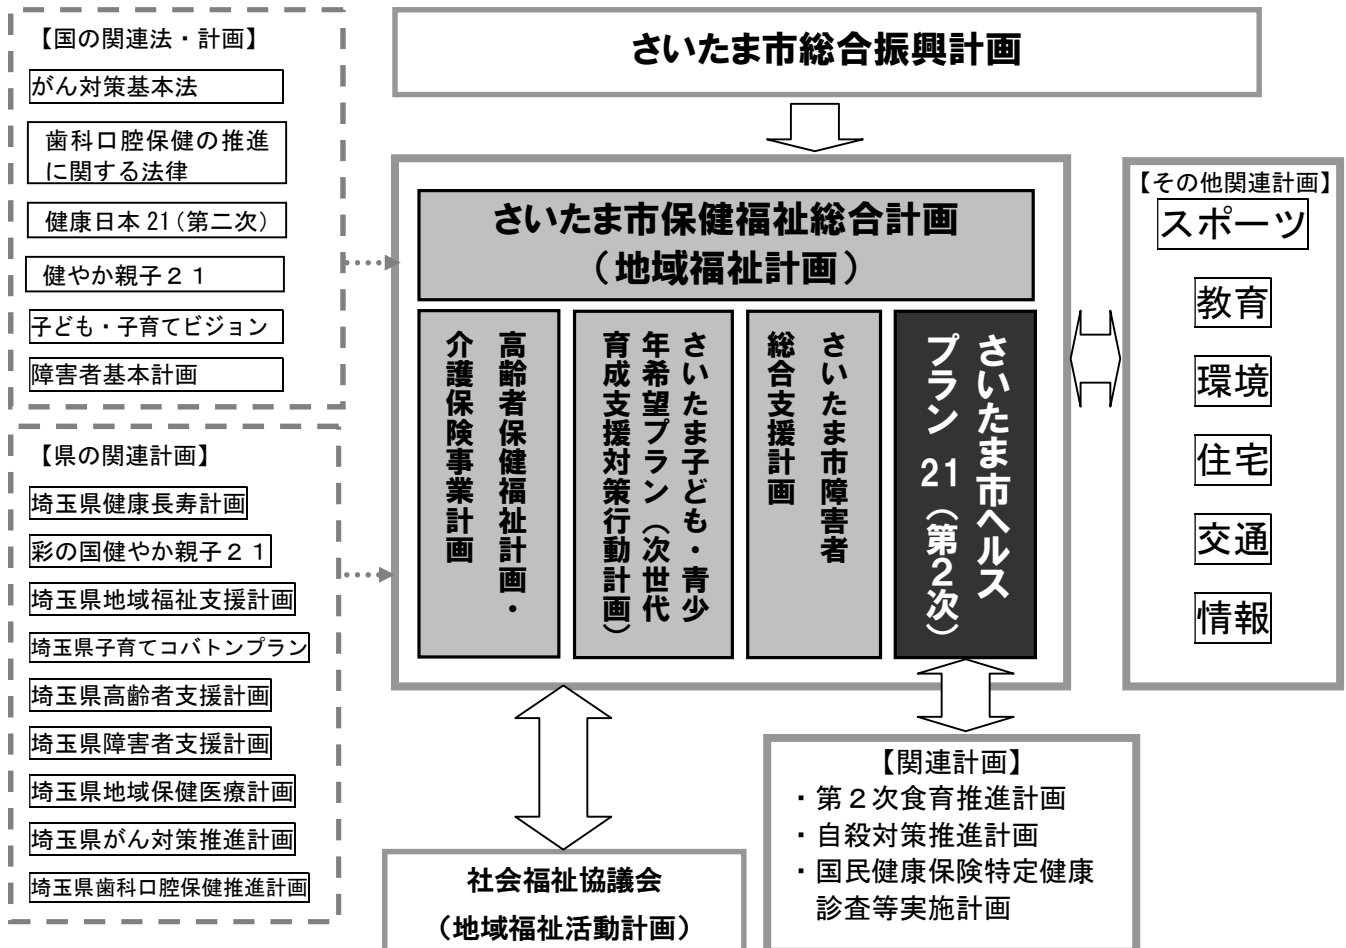 【国の関連法・計画】
がん対策基本法
歯科口腔保健の推進
に関する法律
健康日本 21（第二次）
健やか親子２１
子ども・子育てビジョン
障害者基本計画
【県の関連計画】
埼玉県健康長寿計画
彩の国健やか親子２１
埼玉県地域福祉支援計画
埼玉県子育てコバトンプラン
埼玉県高齢者支援計画
埼玉県障害者支援計画
埼玉県地域保健医療計画
埼玉県がん対策推進計画
埼玉県歯科口腔保健推進計画
さいたま市総合振興計画
さいたま市保健福祉総合計画
（地域福祉計画）
高齢者保健福祉計画・
介護保険事業計画
さいたま子ども・青少
年希望プラン（次世代
育成支援対策行動計画）
さいたま市障害者
総合支援計画
さいたま市ヘルス
プラン 21（第２次）
社会福祉協議会
（地域福祉活動計画）
【関連計画】
・第２次食育推進計画
・自殺対策推進計画
・国民健康保険特定健康
診査等実施計画
【その他関連計画】
スポーツ
教育
環境
住宅
交通
情報